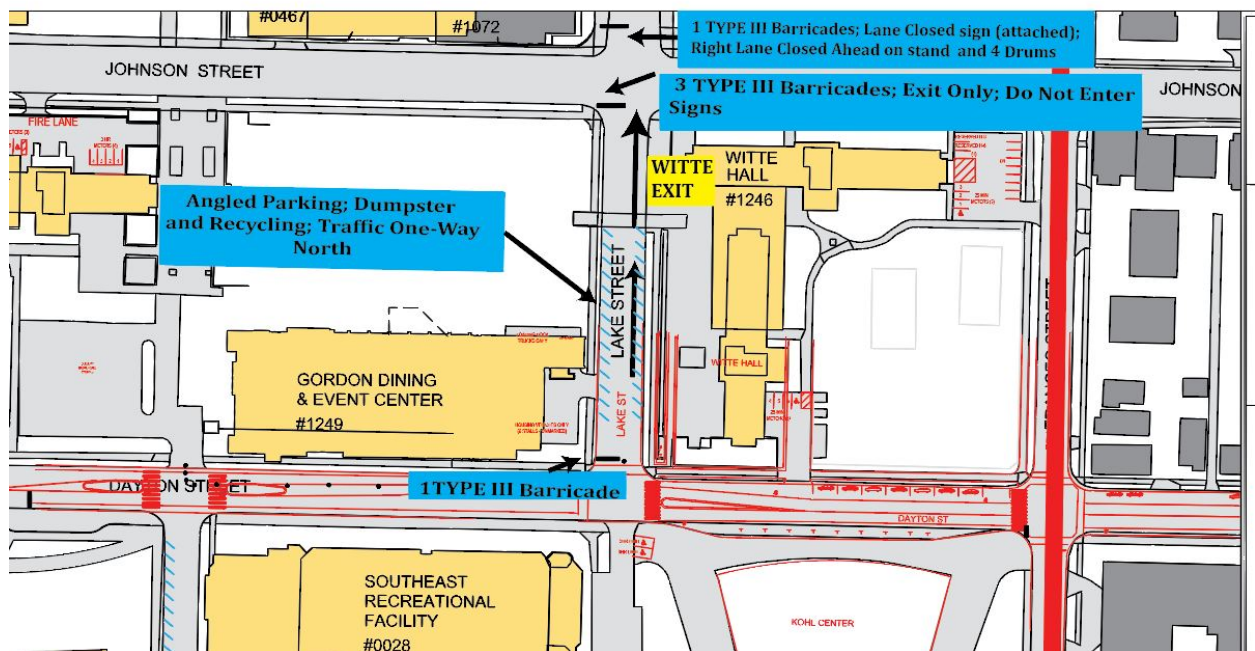 #0467
#1072
1 TYPE III Barricades; Lane Closed sign (attached);
Right Lane Closed Ahead on stand and 4 Drums
JOHNSON STREET
3 TYPE III Barricades; Exit Only; Do Not Enter
Signs
JOHNSON
FIRE LANE
WITTE
EXIT
WITTE
HALL
#1246
Angled Parking; Dumpster
and Recycling; Traffic One-Way
North
LAKE STREET
FRANCES STREET
WITTE HALL
GORDON DINING
& EVENT CENTER
#1249
LAKE ST
1TYPE III Barricade
DAYTON STREET
DAYTON ST
SOUTHEAST
RECREATIONAL
FACILITY
#0028
KOHL CENTER